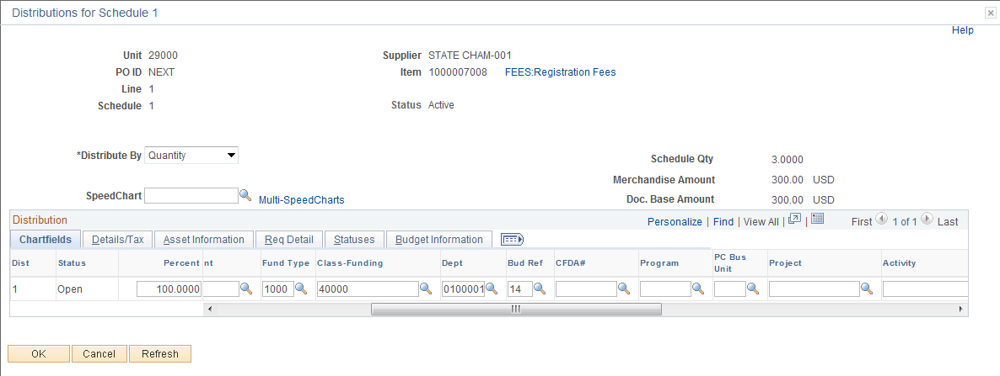 Distributions for Schedule 1
Help
Unit 29000 Supplier STATE CHAM-001
PO ID NEXT Item 1000007008 FEES:Registration Fees
Line 1
Schedule 1 Status Active
*Distribute By Quantity
Schedule Qty 3.0000
Merchandise Amount 300.00 USD
SpeedChart Multi-SpeedCharts
Doc. Base Amount 300.00 USD
Distribution Personalize | Find | View All | | First 1 of 1 Last
Chartfields Details/Tax Asset Information Req Detail Statuses Budget Information
Dist Status Percent nt Fund Type Class-Funding Dept Bud Ref CFDA# Program PC Bus Unit Project Activity
1 Open 100.0000 1000 40000 0100001 14
OK Cancel Refresh